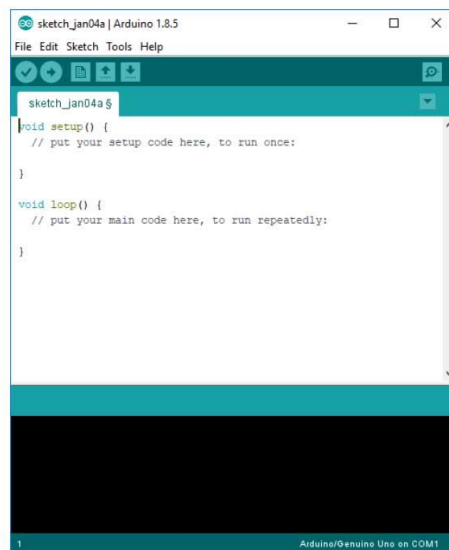 sketch_jan04a | Arduino 1.8.5
File Edit Sketch Tools Help
sketch_jan04a §
void setup() {
  // put your setup code here, to run once:
}
void loop() {
  // put your main code here, to run repeatedly:
}
1
Arduino/Genuino Uno on COM1